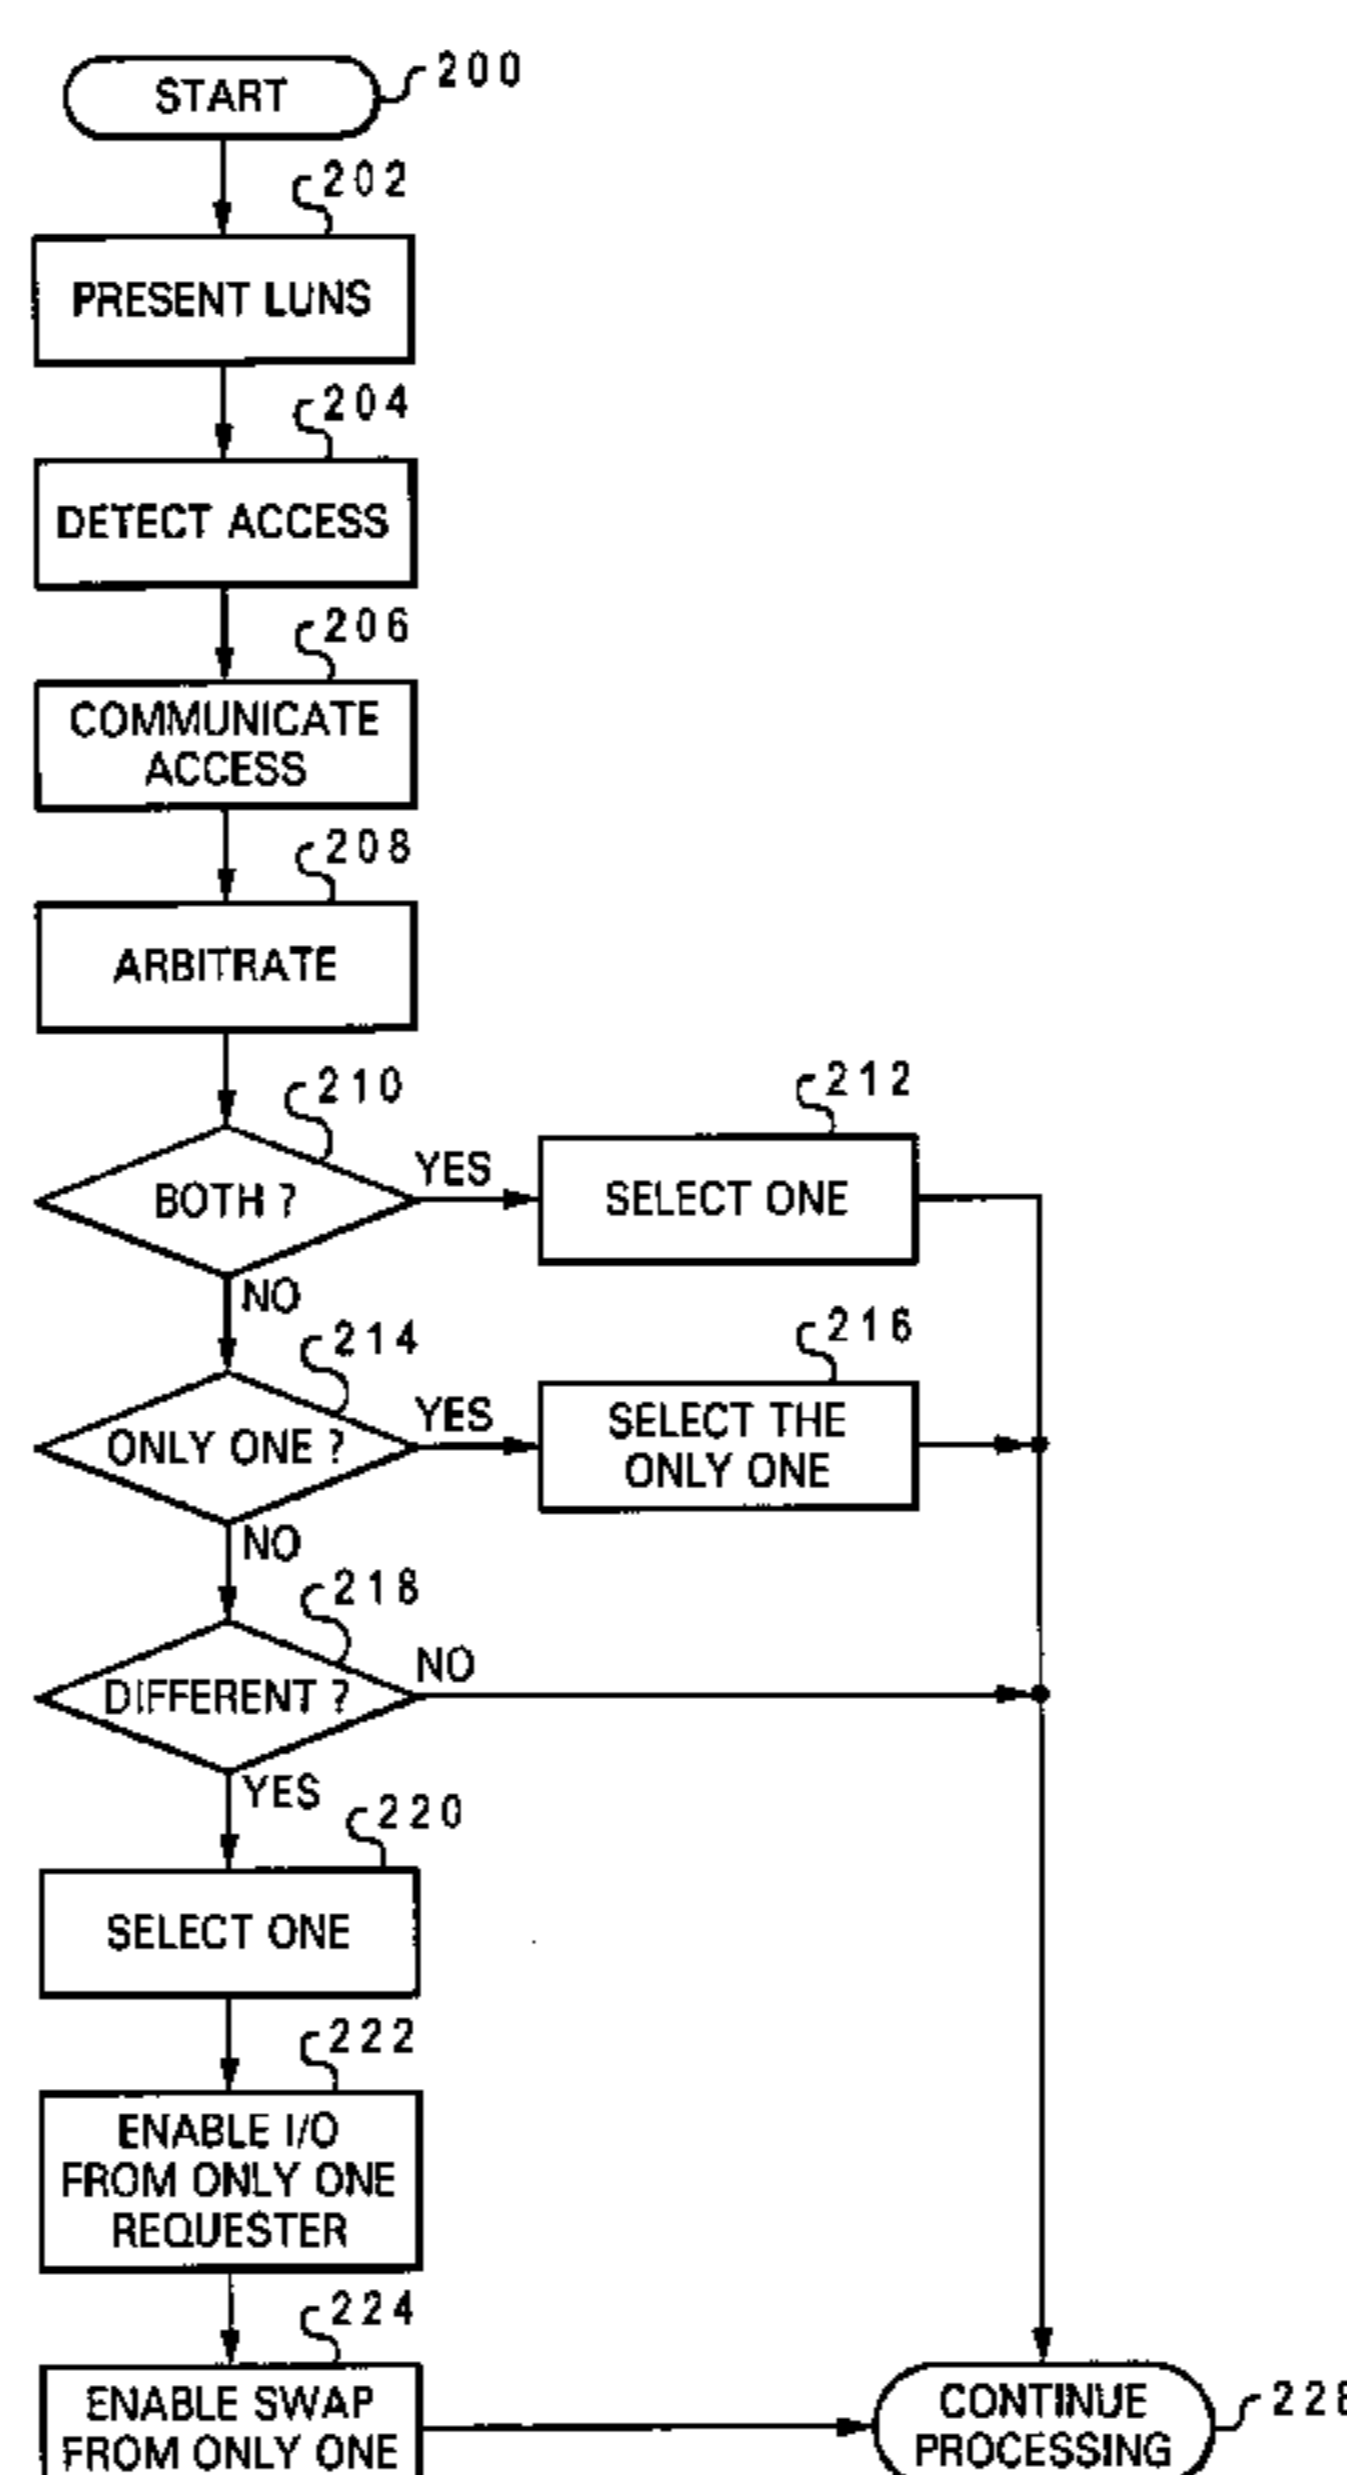 START
200
202
PRESENT LUNS
204
DETECT ACCESS
206
COMMUNICATE
ACCESS
208
ARBITRATE
210
BOTH ?
YES
212
SELECT ONE
NO
214
ONLY ONE ?
YES
216
SELECT THE
ONLY ONE
NO
218
DIFFERENT ?
NO
YES
220
SELECT ONE
222
ENABLE I/O
FROM ONLY ONE
REQUESTER
224
ENABLE SWAP
FROM ONLY ONE
CONTINUE
PROCESSING